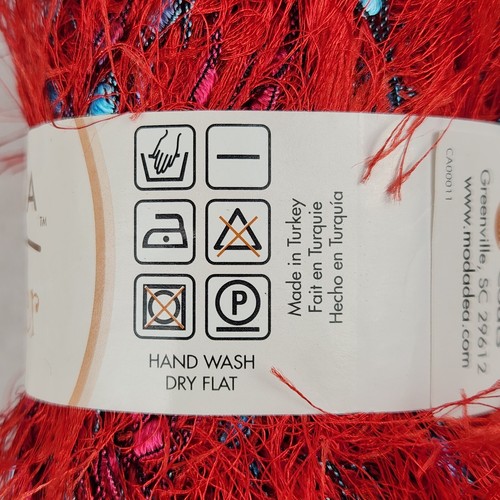 A
TM
P
HAND WASH
DRY FLAT
Made in Turkey
Fait en Turquie
Hecho en Turquía
CA00011
Greenville, SC 29612
www.modadea.com